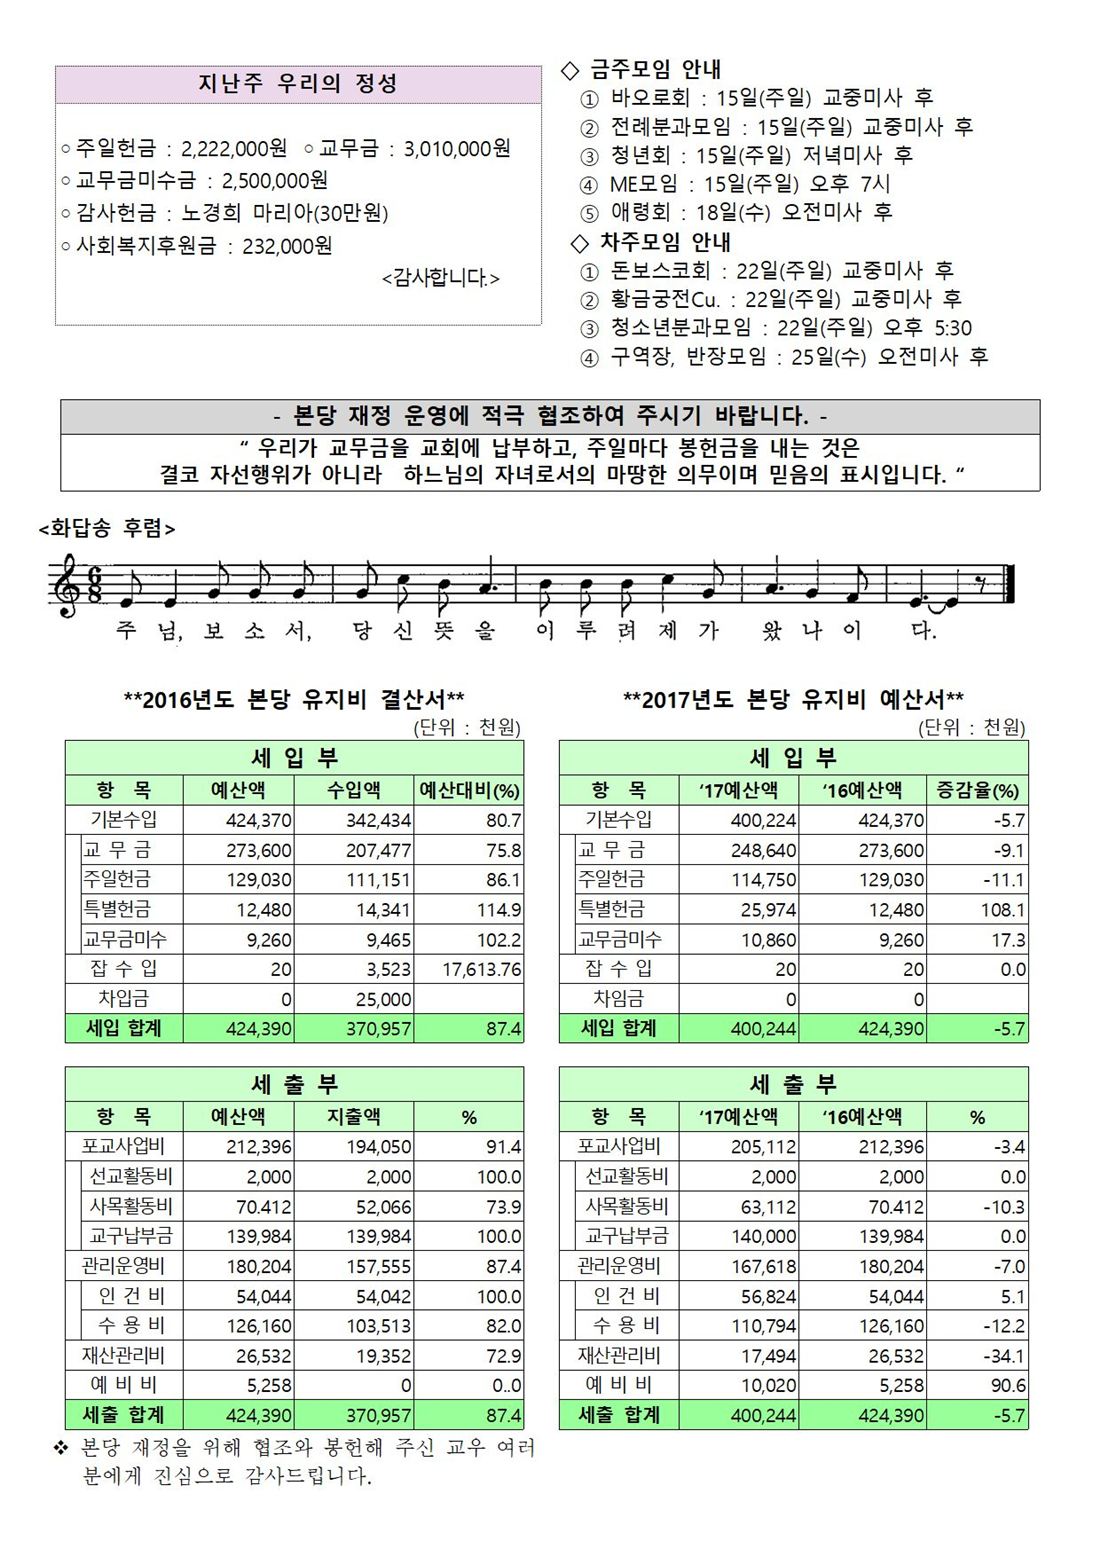 지난주 우리의 정성
○ 주일헌금 : 2,222,000원 ○ 교무금 : 3,010,000원
○ 교무금미수금 : 2,500,000원
○ 감사헌금 : 노경희 마리아(30만원)
○ 사회복지후원금 : 232,000원
<감사합니다.>
◇ 금주모임 안내
① 바오로회 : 15일(주일) 교중미사 후
② 전례분과모임 : 15일(주일) 교중미사 후
③ 청년회 : 15일(주일) 저녁미사 후
④ ME모임 : 15일(주일) 오후 7시
⑤ 애령회 : 18일(수) 오전미사 후
◇ 차주모임 안내
① 돈보스코회 : 22일(주일) 교중미사 후
② 황금궁전Cu. : 22일(주일) 교중미사 후
③ 청소년분과모임 : 22일(주일) 오후 5:30
④ 구역장, 반장모임 : 25일(수) 오전미사 후
- 본당 재정 운영에 적극 협조하여 주시기 바랍니다. -
“ 우리가 교무금을 교회에 납부하고, 주일마다 봉헌금을 내는 것은
결코 자선행위가 아니라 하느님의 자녀로서의 마땅한 의무이며 믿음의 표시입니다. “
<화답송 후렴>
6
8
주 님, 보 소 서, 당 신 뜻 을 이 루 려 제 가 왔 나 이 다.
**2016년도 본당 유지비 결산서**
(단위 : 천원)
세 입 부
항 목 예산액 수입액 예산대비(%)
기본수입 424,370 342,434 80.7
교 무 금 273,600 207,477 75.8
주일헌금 129,030 111,151 86.1
특별헌금 12,480 14,341 114.9
교무금미수 9,260 9,465 102.2
잡 수 입 20 3,523 17,613.76
차입금 0 25,000
세입 합계 424,390 370,957 87.4
세 출 부
항 목 예산액 지출액 %
포교사업비 212,396 194,050 91.4
선교활동비 2,000 2,000 100.0
사목활동비 70.412 52,066 73.9
교구납부금 139,984 139,984 100.0
관리운영비 180,204 157,555 87.4
인 건 비 54,044 54,042 100.0
수 용 비 126,160 103,513 82.0
재산관리비 26,532 19,352 72.9
예 비 비 5,258 0 0..0
세출 합계 424,390 370,957 87.4
❖ 본당 재정을 위해 협조와 봉헌해 주신 교우 여러
분에게 진심으로 감사드립니다.
**2017년도 본당 유지비 예산서**
(단위 : 천원)
세 입 부
항 목 ‘17예산액 ‘16예산액 증감율(%)
기본수입 400,224 424,370 -5.7
교 무 금 248,640 273,600 -9.1
주일헌금 114,750 129,030 -11.1
특별헌금 25,974 12,480 108.1
교무금미수 10,860 9,260 17.3
잡 수 입 20 20 0.0
차임금 0 0
세입 합계 400,244 424,390 -5.7
세 출 부
항 목 ‘17예산액 ‘16예산액 %
포교사업비 205,112 212,396 -3.4
선교활동비 2,000 2,000 0.0
사목활동비 63,112 70.412 -10.3
교구납부금 140,000 139,984 0.0
관리운영비 167,618 180,204 -7.0
인 건 비 56,824 54,044 5.1
수 용 비 110,794 126,160 -12.2
재산관리비 17,494 26,532 -34.1
예 비 비 10,020 5,258 90.6
세출 합계 400,244 424,390 -5.7